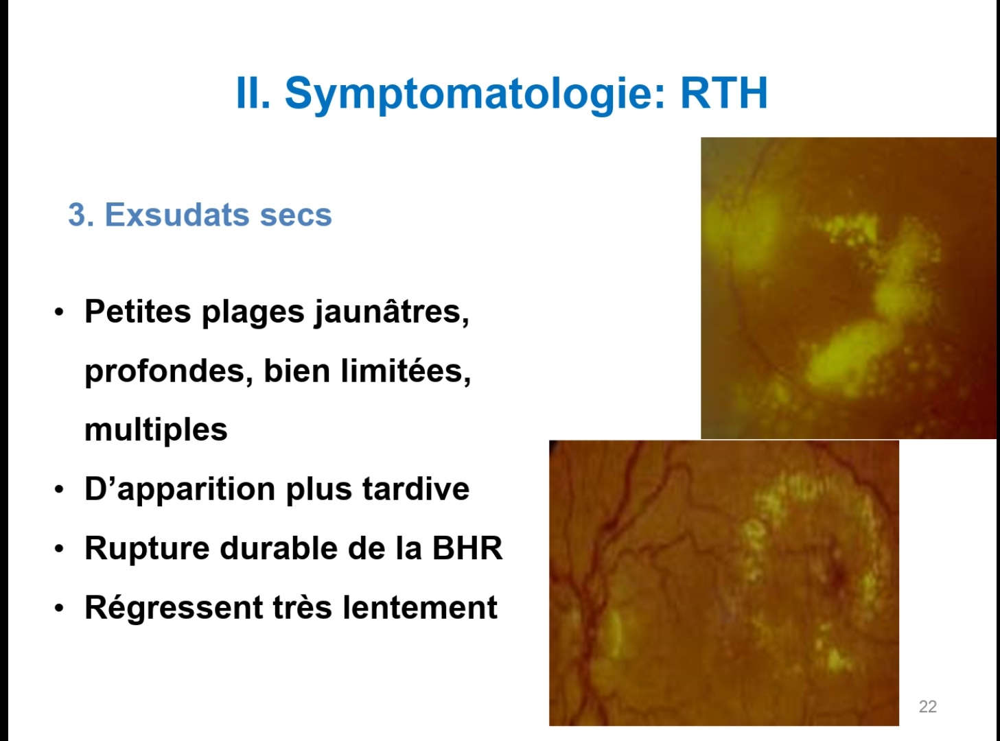 II. Symptomatologie: RTH
3. Exsudats secs
• Petites plages jaunâtres,
profondes, bien limitées,
multiples
• D’apparition plus tardive
• Rupture durable de la BHR
• Régressent très lentement
22